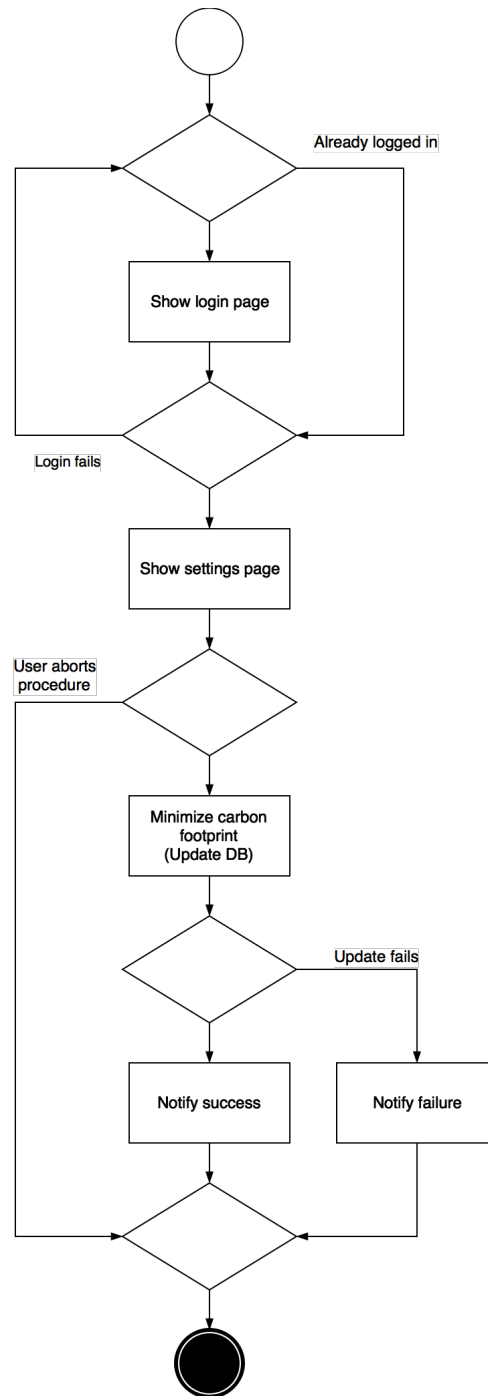 Already logged in
Show login page
Login fails
Show settings page
User aborts
procedure
Minimize carbon
footprint
(Update DB)
Update fails
Notify success
Notify failure